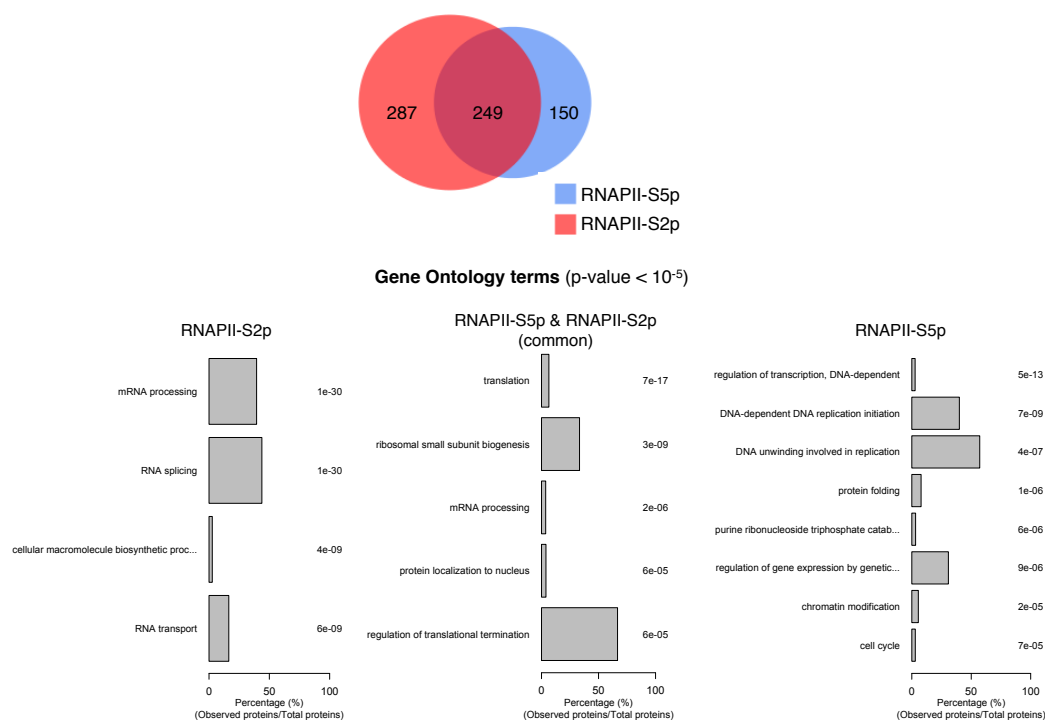 287 249 150
RNAPII-S5p
RNAPII-S2p
Gene Ontology terms (p-value < 10⁻⁵)
RNAPII-S2p
mRNA processing 1e-30
RNA splicing 1e-30
cellular macromolecule biosynthetic proc... 4e-09
RNA transport 6e-09
0 50 100
Percentage (%)
(Observed proteins/Total proteins)
RNAPII-S5p & RNAPII-S2p
(common)
translation 7e-17
ribosomal small subunit biogenesis 3e-09
mRNA processing 2e-06
protein localization to nucleus 6e-05
regulation of translational termination 6e-05
0 50 100
Percentage (%)
(Observed proteins/Total proteins)
RNAPII-S5p
regulation of transcription, DNA-dependent 5e-13
DNA-dependent DNA replication initiation 7e-09
DNA unwinding involved in replication 4e-07
protein folding 1e-06
purine ribonucleoside triphosphate catab... 6e-06
regulation of gene expression by genetic... 9e-06
chromatin modification 2e-05
cell cycle 7e-05
0 50 100
Percentage (%)
(Observed proteins/Total proteins)